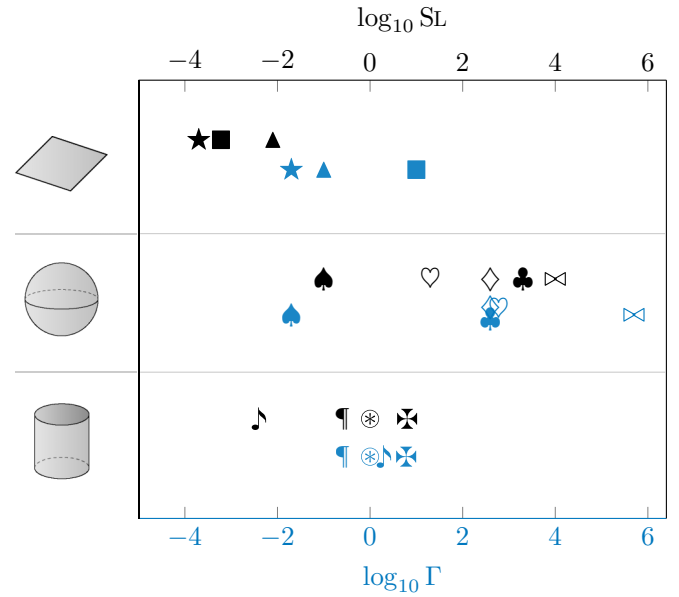 log₁₀ SL
−4 −2 0 2 4 6
★ ■ ▲
★ ▲ ■
♠ ♡ ♢ ♣ ⋈
♠ ♢ ♡ ♣ ⋈
♪ ¶ ⊛ ✠
¶ ⊛ ♪ ✠
−4 −2 0 2 4 6
log₁₀ Γ